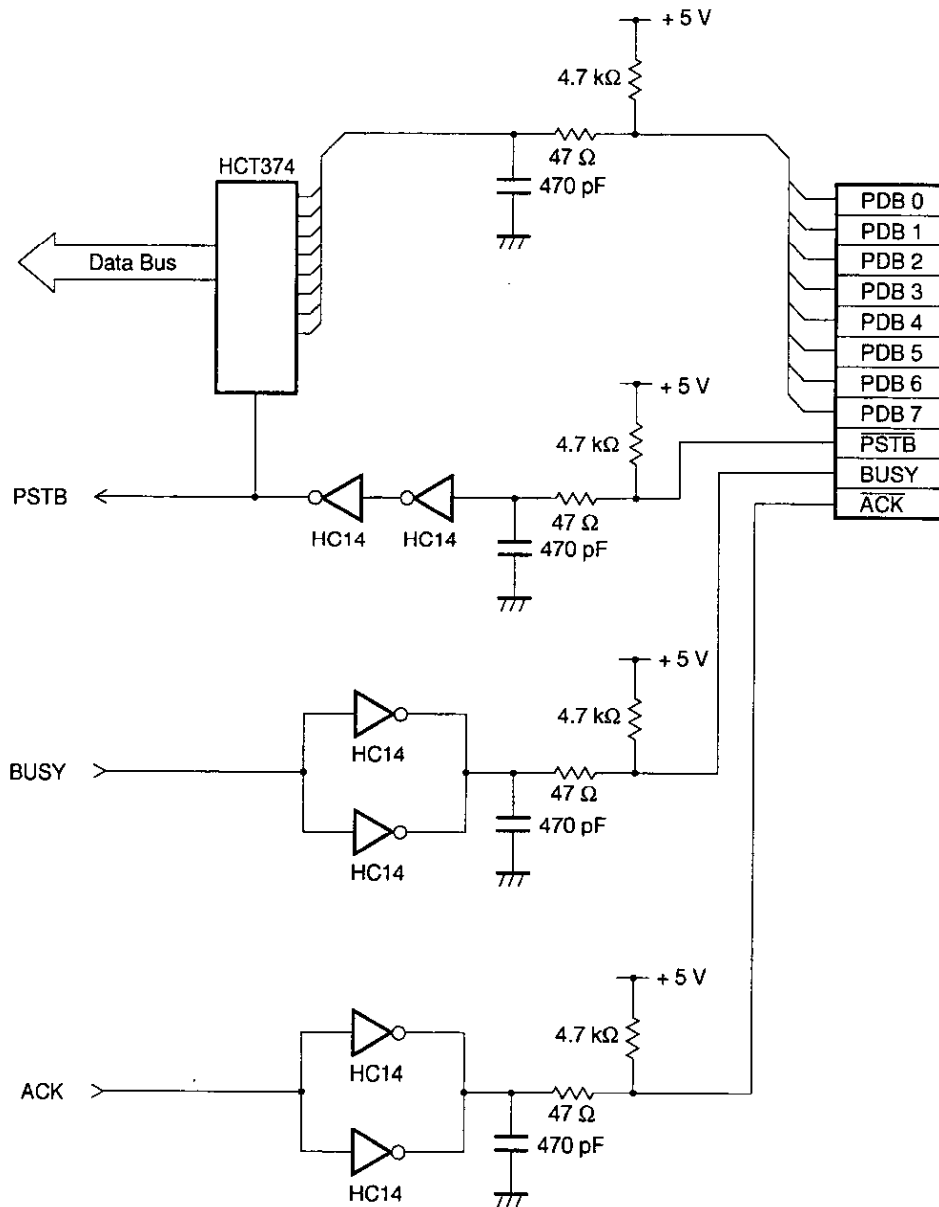 + 5 V
4.7 kΩ
47 Ω
470 pF
HCT374
Data Bus
PDB 0
PDB 1
PDB 2
PDB 3
PDB 4
PDB 5
PDB 6
PDB 7
P̅S̅T̅B̅
BUSY
A̅C̅K̅
+ 5 V
4.7 kΩ
47 Ω
470 pF
PSTB
HC14
HC14
+ 5 V
4.7 kΩ
47 Ω
470 pF
BUSY
HC14
HC14
+ 5 V
4.7 kΩ
47 Ω
470 pF
ACK
HC14
HC14